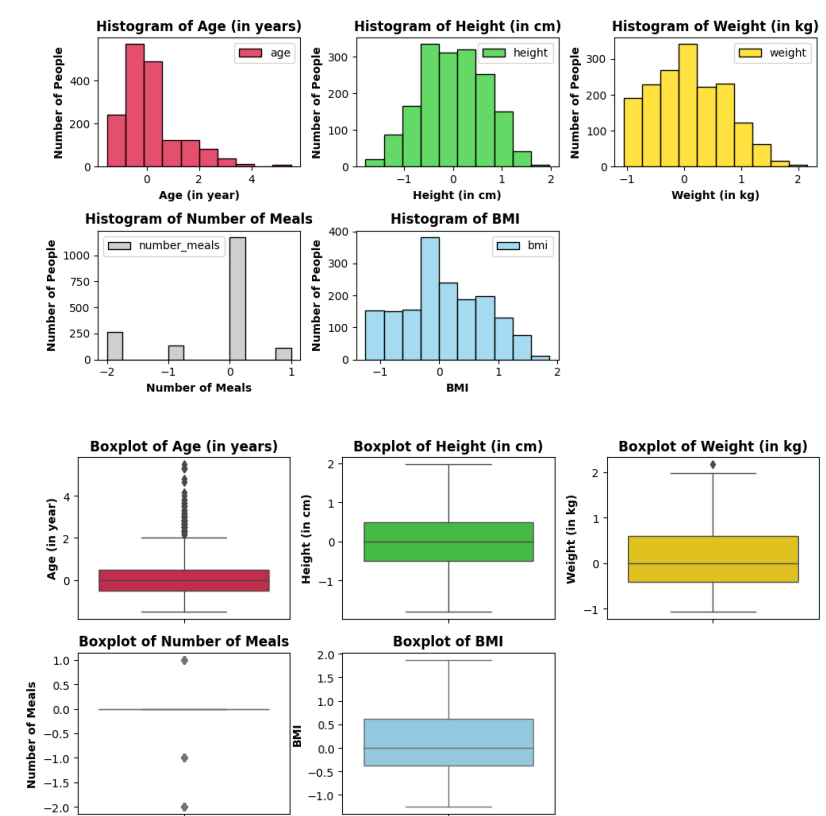 Histogram of Age (in years)
Number of People
400
200
0
age
0 2 4
Age (in year)
Histogram of Height (in cm)
Number of People
300
200
100
0
height
−1 0 1 2
Height (in cm)
Histogram of Weight (in kg)
Number of People
300
200
100
0
weight
−1 0 1 2
Weight (in kg)
Histogram of Number of Meals
Number of People
1000
750
500
250
0
number_meals
−2 −1 0 1
Number of Meals
Histogram of BMI
Number of People
400
300
200
100
0
bmi
−1 0 1 2
BMI
Boxplot of Age (in years)
Age (in year)
4
2
0
Boxplot of Height (in cm)
Height (in cm)
2
1
0
−1
Boxplot of Weight (in kg)
Weight (in kg)
2
1
0
−1
Boxplot of Number of Meals
Number of Meals
1.0
0.5
0.0
−0.5
−1.0
−1.5
−2.0
Boxplot of BMI
BMI
2.0
1.5
1.0
0.5
0.0
−0.5
−1.0